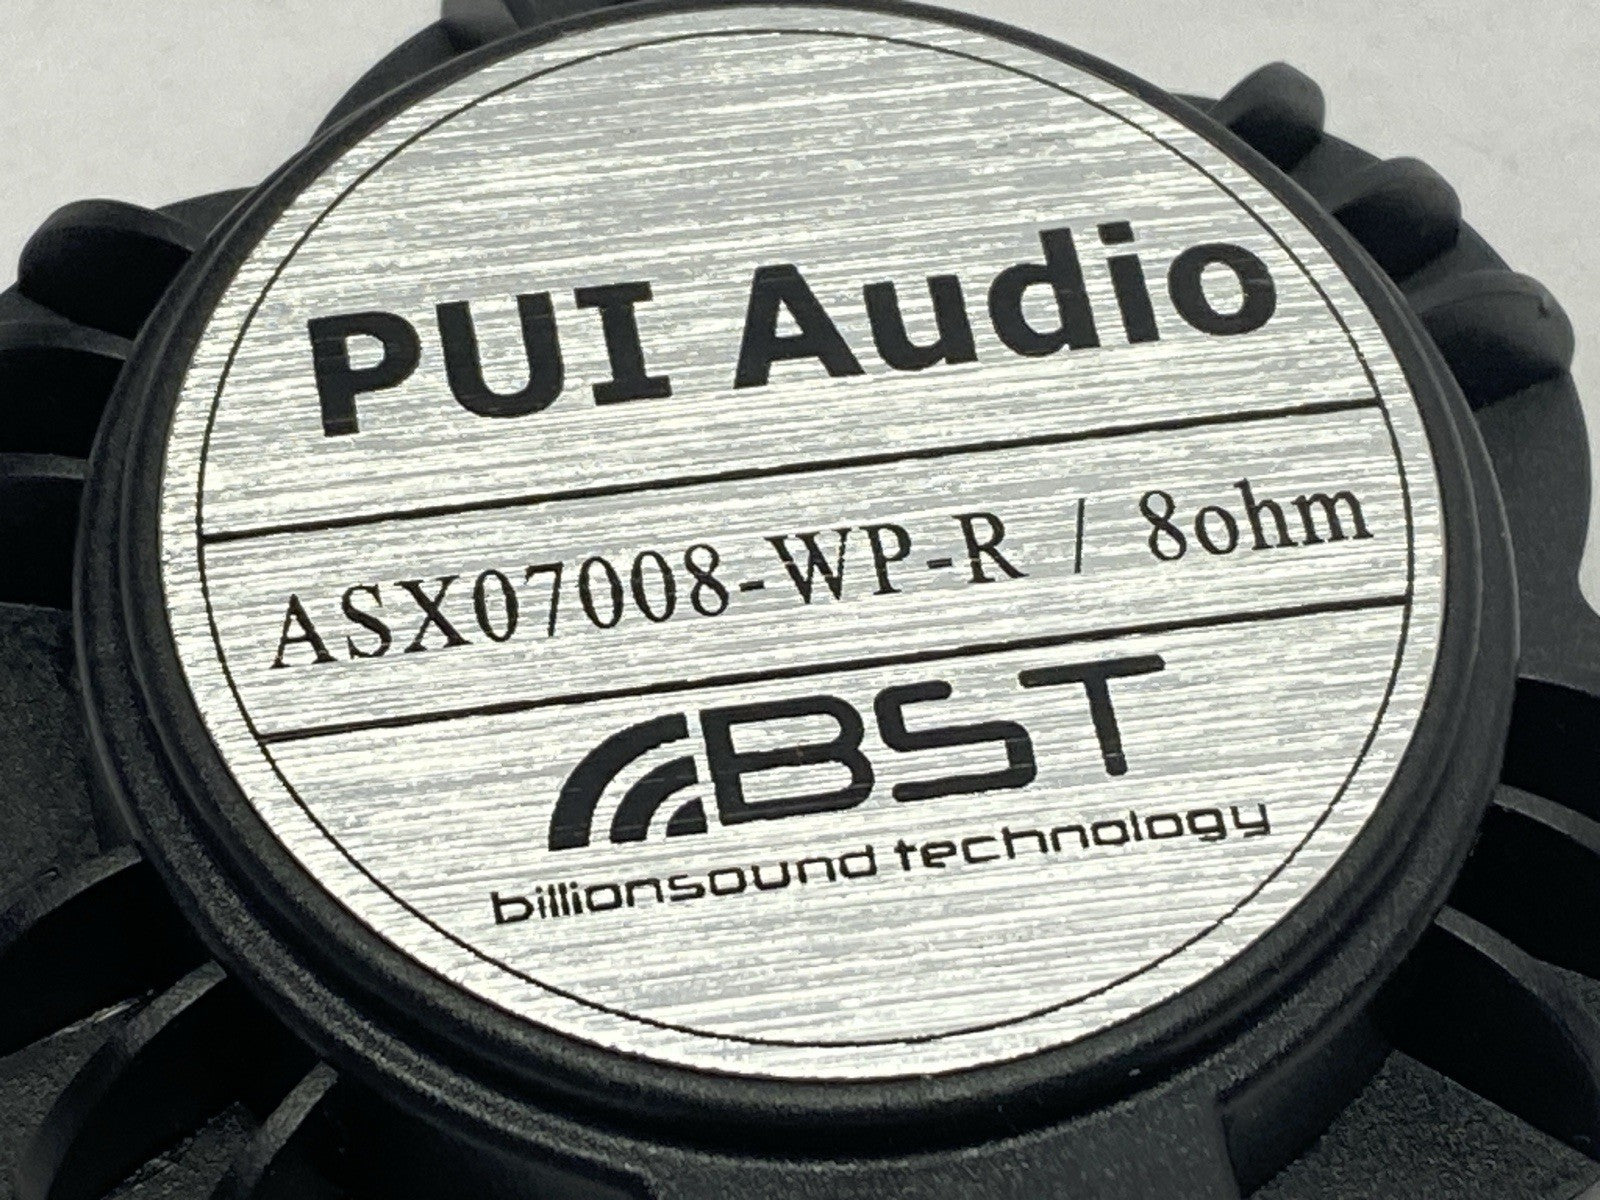 PUI Audio
ASX07008-WP-R / 8ohm
BST
billionsound technology